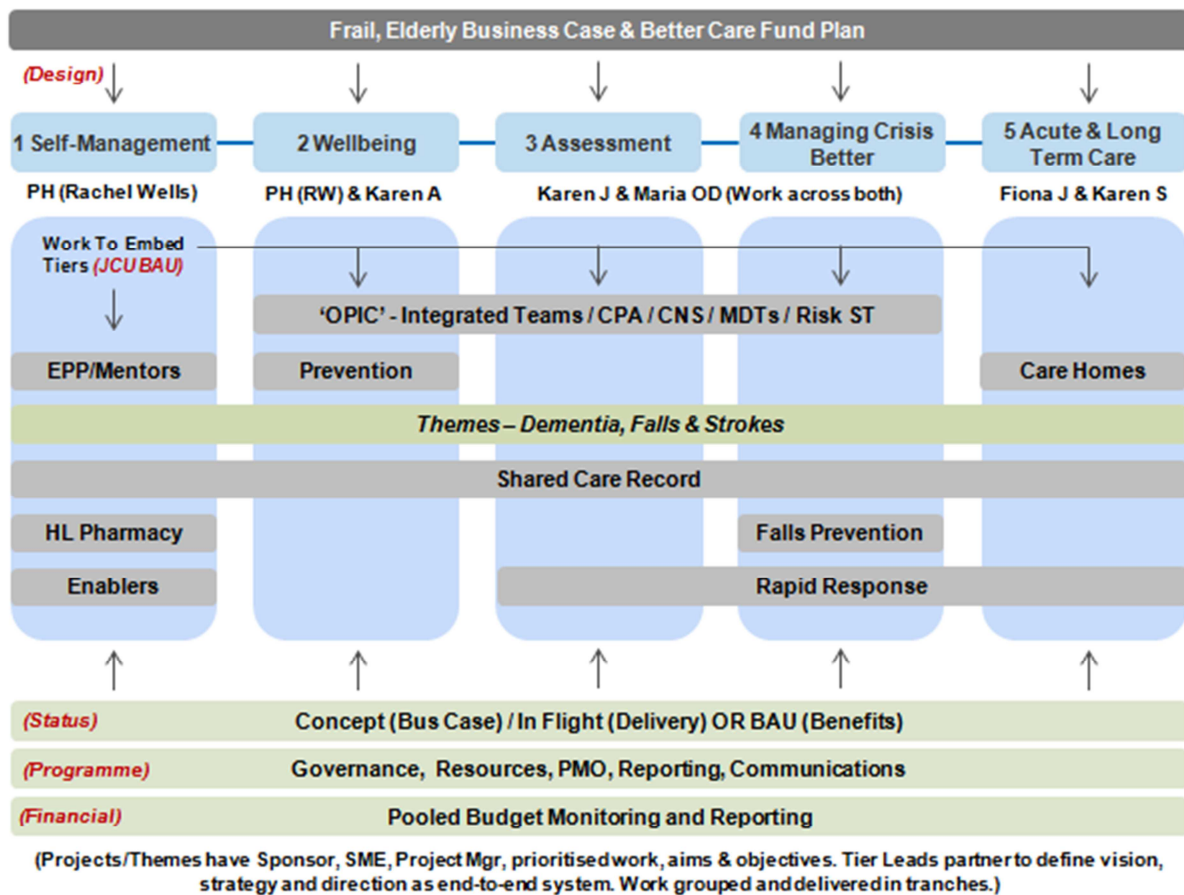 Frail, Elderly Business Case & Better Care Fund Plan
(Design)
1 Self-Management
2 Wellbeing
3 Assessment
4 Managing Crisis
Better
5 Acute & Long
Term Care
PH (Rachel Wells)
PH (RW) & Karen A
Karen J & Maria OD (Work across both)
Fiona J & Karen S
Work To Embed
Tiers (JCU BAU)
'OPIC' - Integrated Teams / CPA / CNS / MDTs / Risk ST
EPP/Mentors
Prevention
Care Homes
Themes – Dementia, Falls & Strokes
Shared Care Record
HL Pharmacy
Falls Prevention
Enablers
Rapid Response
(Status)
Concept (Bus Case) / In Flight (Delivery) OR BAU (Benefits)
(Programme)
Governance, Resources, PMO, Reporting, Communications
(Financial)
Pooled Budget Monitoring and Reporting
(Projects/Themes have Sponsor, SME, Project Mgr, prioritised work, aims & objectives. Tier Leads partner to define vision,
strategy and direction as end-to-end system. Work grouped and delivered in tranches.)